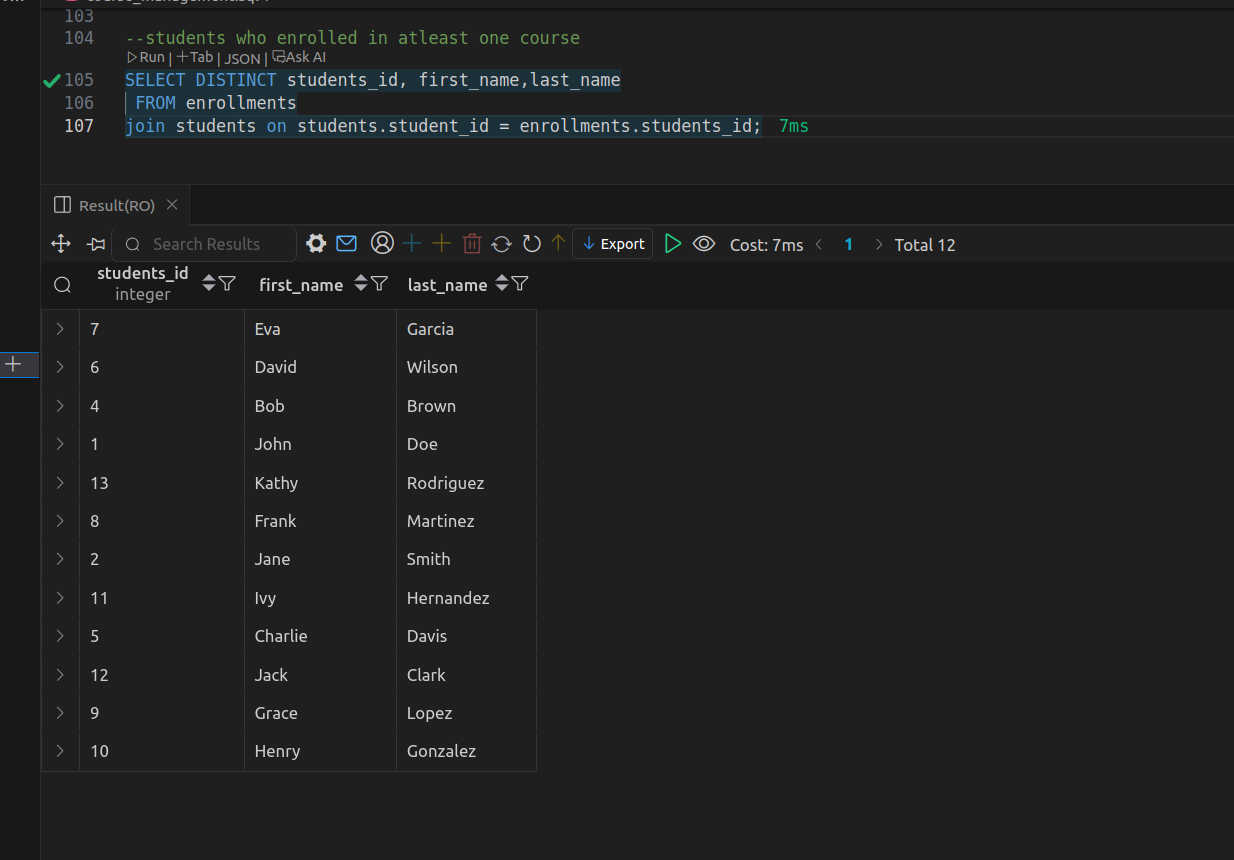 103
104 --students who enrolled in atleast one course
Run | Tab | JSON | Ask AI
105 SELECT DISTINCT students_id, first_name,last_name
106 FROM enrollments
107 join students on students.student_id = enrollments.students_id; 7ms
Result(RO)
Search Results Export Cost: 7ms 1 Total 12
students_id first_name last_name
integer
7 Eva Garcia
6 David Wilson
4 Bob Brown
1 John Doe
13 Kathy Rodriguez
8 Frank Martinez
2 Jane Smith
11 Ivy Hernandez
5 Charlie Davis
12 Jack Clark
9 Grace Lopez
10 Henry Gonzalez